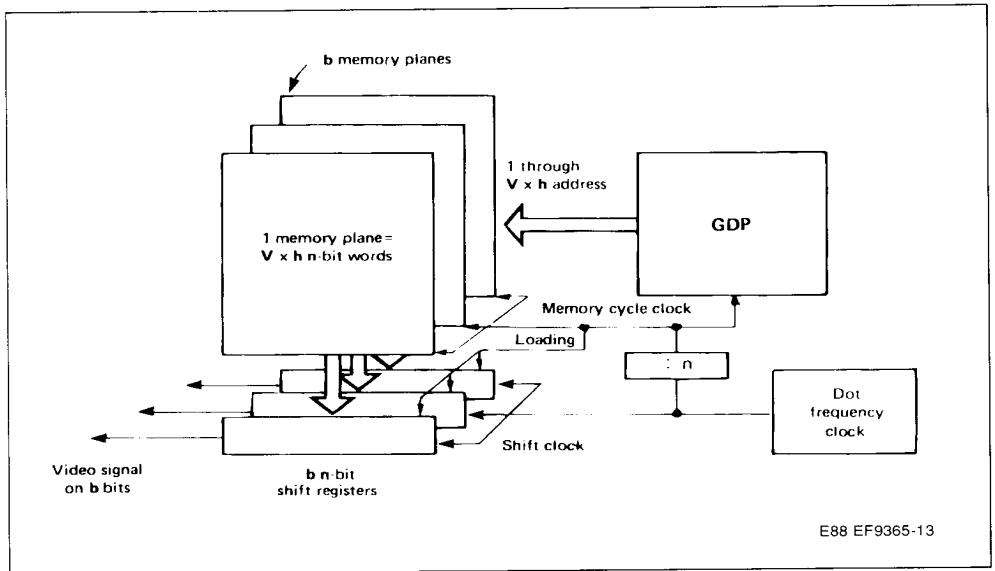 b memory planes
1 through
V x h address
GDP
1 memory plane=
V x h n-bit words
Memory cycle clock
Loading
: n
Dot
frequency
clock
Shift clock
Video signal
on b bits
b n-bit
shift registers
E88 EF9365-13